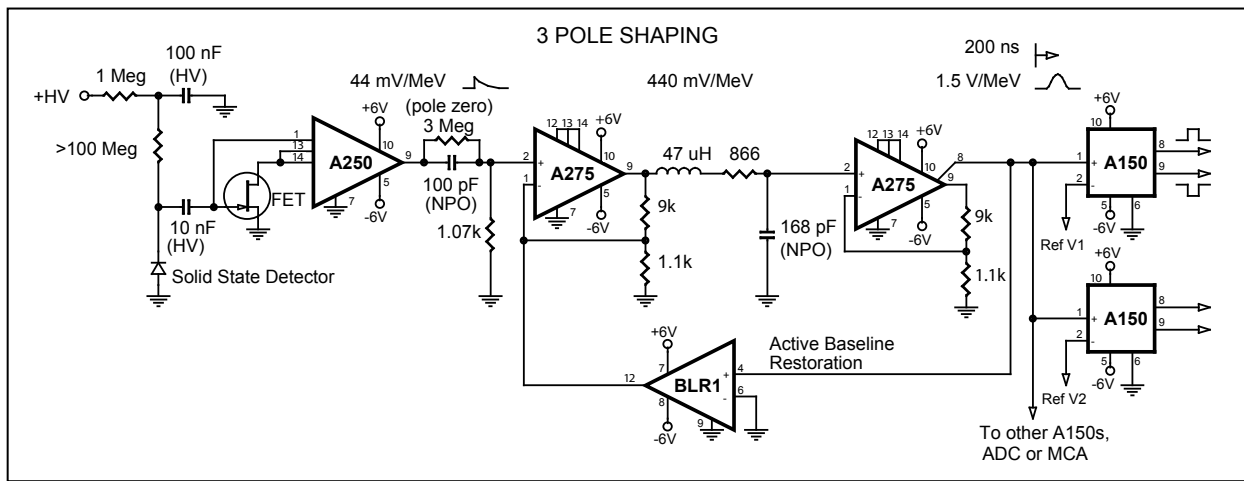 3 POLE SHAPING
100 nF
(HV)
1 Meg
+HV
>100 Meg
10 nF
(HV)
Solid State Detector
FET
1
13
14
A250
+6V
10
9
5
-6V
7
44 mV/MeV
(pole zero)
3 Meg
100 pF
(NPO)
1.07k
12 13 14
+6V
2
+
1
-
A275
10
9
5
-6V
7
9k
1.1k
440 mV/MeV
47 uH
866
168 pF
(NPO)
12 13 14
+6V
2
+
1
-
A275
10
8
9
5
-6V
7
9k
1.1k
200 ns
1.5 V/MeV
+6V
10
1
+
2
-
A150
8
9
5
6
-6V
Ref V1
+6V
10
1
+
2
-
A150
8
9
5
6
-6V
Ref V2
To other A150s,
ADC or MCA
Active Baseline
Restoration
+6V
7
12
BLR1
+
4
-
6
8
9
-6V